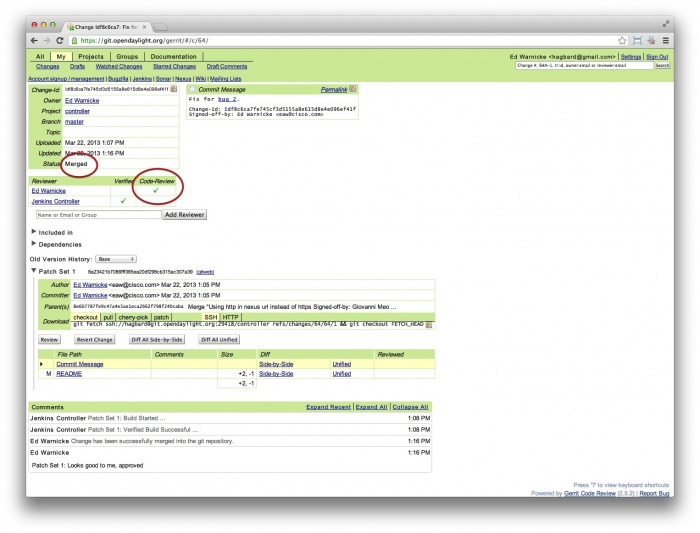 Change Idf8c6ca7: Fix for
https://git.opendaylight.org/gerrit/#/c/64/
All My Projects Groups Documentation
Ed Warnicke (hagbard@gmail.com) | Settings | Sign Out
Changes Drafts Watched Changes Starred Changes Draft Comments
Change #, SHA-1, tr:id, owner:email or reviewer:email Search
Account signup / management | Bugzilla | Jenkins | Sonar | Nexus | Wiki | Mailing Lists
Change-Id:
Owner Ed Warnicke
Project controller
Branch master
Topic
Uploaded Mar 22, 2013 1:07 PM
Updated Mar 22, 2013 1:16 PM
Status Merged
Commit Message Permalink
Fix for bug 2.
Signed-off-by: Ed Warnicke <eaw@cisco.com>
Reviewer Verified Code-Review
Ed Warnicke ✓
Jenkins Controller ✓
Name or Email or Group Add Reviewer
Included in
Dependencies
Old Version History: Base
Patch Set 1 (gitweb)
Author Ed Warnicke <eaw@cisco.com> Mar 22, 2013 1:05 PM
Committer Ed Warnicke <eaw@cisco.com> Mar 22, 2013 1:05 PM
Parent(s) Merge "Using http in nexus url instead of https Signed-off-by: Giovanni Meo ...
Download checkout | pull | cherry-pick | patch SSH | HTTP
git fetch ssh://hagbard@git.opendaylight.org:29418/controller refs/changes/64/64/1 && git checkout FETCH_HEAD
Review Revert Change Diff All Side-by-Side Diff All Unified
File Path Comments Size Diff Reviewed
Commit Message Side-by-Side Unified
M README +2, -1 Side-by-Side Unified
+2, -1
Comments Expand Recent | Expand All | Collapse All
Jenkins Controller Patch Set 1: Build Started ... 1:08 PM
Jenkins Controller Patch Set 1: Verified Build Successful ... 1:08 PM
Ed Warnicke Change has been successfully merged into the git repository. 1:16 PM
Ed Warnicke 1:16 PM
Patch Set 1: Looks good to me, approved
Press '?' to view keyboard shortcuts
Powered by Gerrit Code Review (2.5.2) | Report Bug